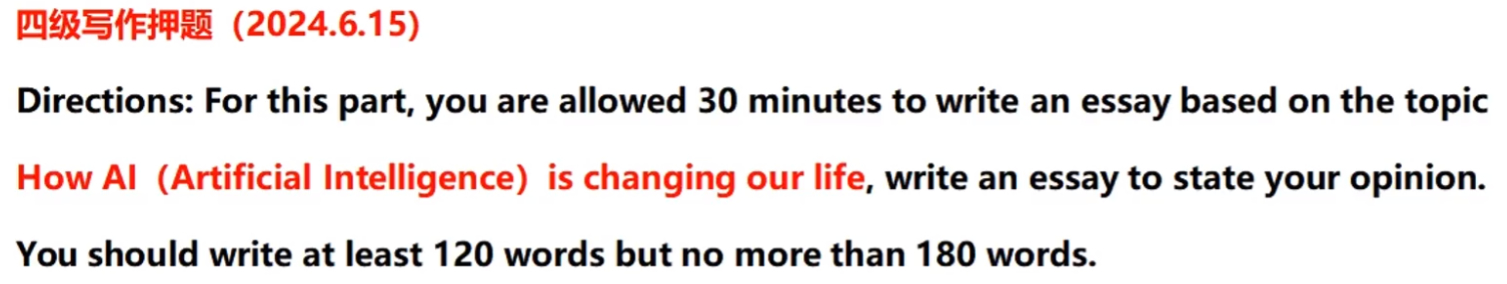 四级写作押题（2024.6.15）
Directions: For this part, you are allowed 30 minutes to write an essay based on the topic
How AI（Artificial Intelligence）is changing our life, write an essay to state your opinion.
You should write at least 120 words but no more than 180 words.